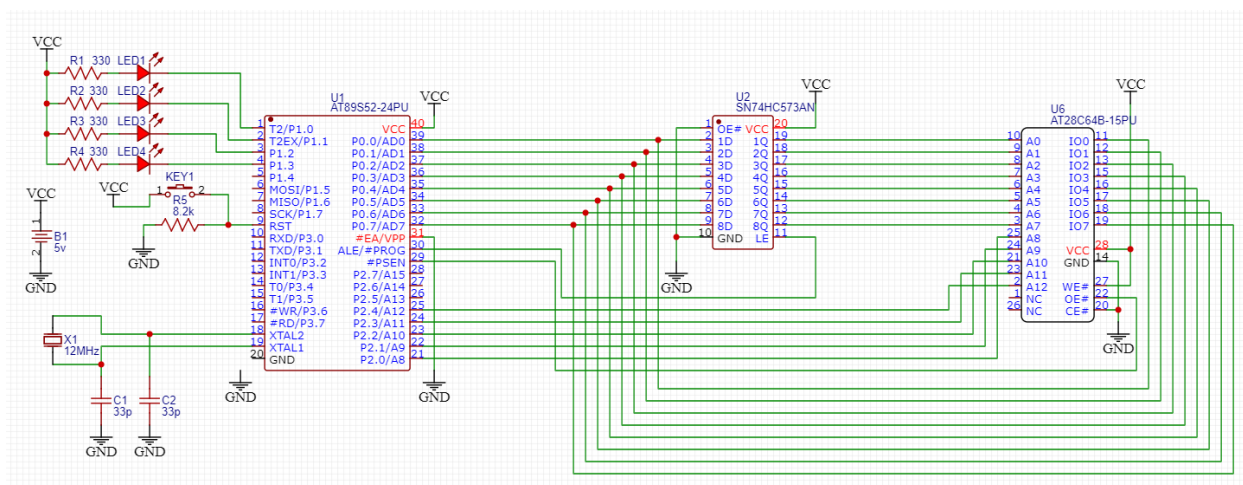 VCC
R1 330 LED1
R2 330 LED2
R3 330 LED3
R4 330 LED4
VCC
KEY1
1 2
R5
8.2k
GND
VCC
1
B1
5v
2
GND
X1
12MHz
C1
33p
C2
33p
GND
GND
U1
AT89S52-24PU
VCC
1 T2/P1.0 VCC 40
2 T2EX/P1.1 P0.0/AD0 39
3 P1.2 P0.1/AD1 38
4 P1.3 P0.2/AD2 37
5 P1.4 P0.3/AD3 36
6 MOSI/P1.5 P0.4/AD4 35
7 MISO/P1.6 P0.5/AD5 34
8 SCK/P1.7 P0.6/AD6 33
9 RST P0.7/AD7 32
10 RXD/P3.0 #EA/VPP 31
11 TXD/P3.1 ALE/#PROG 30
12 INT0/P3.2 #PSEN 29
13 INT1/P3.3 P2.7/A15 28
14 T0/P3.4 P2.6/A14 27
15 T1/P3.5 P2.5/A13 26
16 #WR/P3.6 P2.4/A12 25
17 #RD/P3.7 P2.3/A11 24
18 XTAL2 P2.2/A10 23
19 XTAL1 P2.1/A9 22
20 GND P2.0/A8 21
GND
GND
U2
SN74HC573AN
VCC
1 OE# VCC 20
2 1D 1Q 19
3 2D 2Q 18
4 3D 3Q 17
5 4D 4Q 16
6 5D 5Q 15
7 6D 6Q 14
8 7D 7Q 13
9 8D 8Q 12
10 GND LE 11
GND
VCC
U6
AT28C64B-15PU
10 A0 IO0 11
9 A1 IO1 12
8 A2 IO2 13
7 A3 IO3 15
6 A4 IO4 16
5 A5 IO5 17
4 A6 IO6 18
3 A7 IO7 19
25 A8
24 A9 VCC 28
21 A10 GND 14
23 A11
2 A12 WE# 27
1 NC OE# 22
26 NC CE# 20
GND